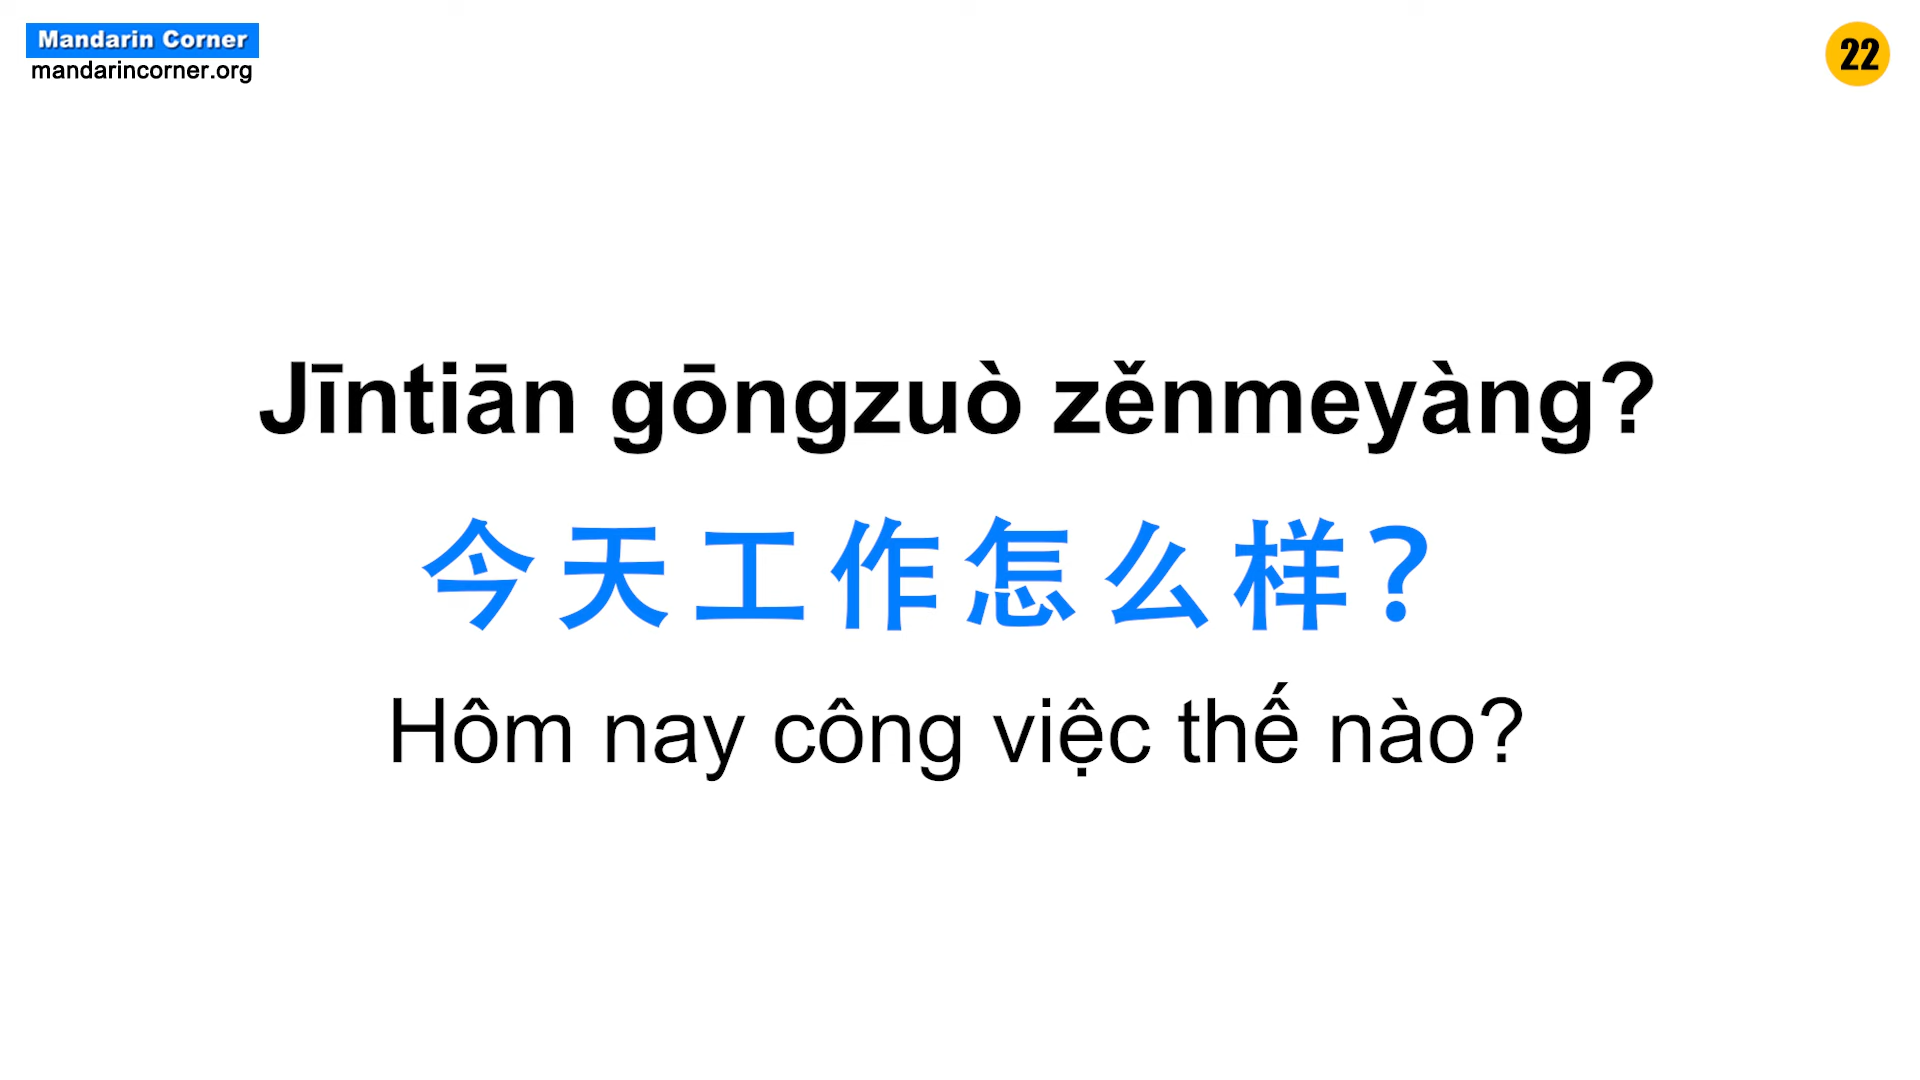 Mandarin Corner
mandarincorner.org
22
Jīntiān gōngzuò zěnmeyàng?
今天工作怎么样?
Hôm nay công việc thế nào?